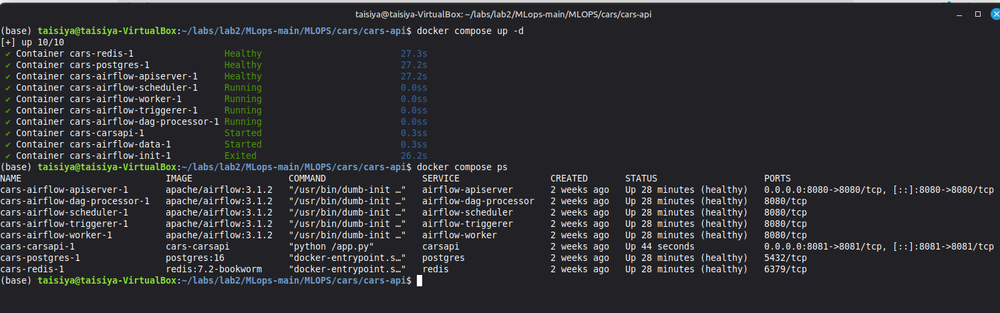 taisiya@taisiya-VirtualBox: ~/labs/lab2/MLops-main/MLOPS/cars/cars-api
(base) taisiya@taisiya-VirtualBox:~/labs/lab2/MLops-main/MLOPS/cars/cars-api$ docker compose up -d
[+] up 10/10
✔ Container cars-redis-1 Healthy 27.3s
✔ Container cars-postgres-1 Healthy 27.2s
✔ Container cars-airflow-apiserver-1 Healthy 27.2s
✔ Container cars-airflow-scheduler-1 Running 0.0ss
✔ Container cars-airflow-worker-1 Running 0.0ss
✔ Container cars-airflow-triggerer-1 Running 0.0ss
✔ Container cars-airflow-dag-processor-1 Running 0.0ss
✔ Container cars-carsapi-1 Started 0.3ss
✔ Container cars-airflow-data-1 Started 0.3ss
✔ Container cars-airflow-init-1 Exited 26.2s
(base) taisiya@taisiya-VirtualBox:~/labs/lab2/MLops-main/MLOPS/cars/cars-api$ docker compose ps
NAME IMAGE COMMAND SERVICE CREATED STATUS PORTS
cars-airflow-apiserver-1 apache/airflow:3.1.2 "/usr/bin/dumb-init …" airflow-apiserver 2 weeks ago Up 28 minutes (healthy) 0.0.0.0:8080->8080/tcp, [::]:8080->8080/tcp
cars-airflow-dag-processor-1 apache/airflow:3.1.2 "/usr/bin/dumb-init …" airflow-dag-processor 2 weeks ago Up 28 minutes (healthy) 8080/tcp
cars-airflow-scheduler-1 apache/airflow:3.1.2 "/usr/bin/dumb-init …" airflow-scheduler 2 weeks ago Up 28 minutes (healthy) 8080/tcp
cars-airflow-triggerer-1 apache/airflow:3.1.2 "/usr/bin/dumb-init …" airflow-triggerer 2 weeks ago Up 28 minutes (healthy) 8080/tcp
cars-airflow-worker-1 apache/airflow:3.1.2 "/usr/bin/dumb-init …" airflow-worker 2 weeks ago Up 28 minutes (healthy) 8080/tcp
cars-carsapi-1 cars-carsapi "python /app.py" carsapi 2 weeks ago Up 44 seconds 0.0.0.0:8081->8081/tcp, [::]:8081->8081/tcp
cars-postgres-1 postgres:16 "docker-entrypoint.s…" postgres 2 weeks ago Up 28 minutes (healthy) 5432/tcp
cars-redis-1 redis:7.2-bookworm "docker-entrypoint.s…" redis 2 weeks ago Up 28 minutes (healthy) 6379/tcp
(base) taisiya@taisiya-VirtualBox:~/labs/lab2/MLops-main/MLOPS/cars/cars-api$